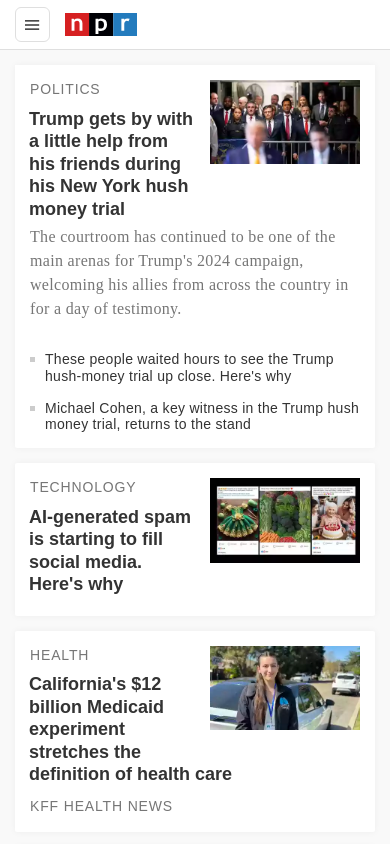 npr
POLITICS
Trump gets by with
a little help from
his friends during
his New York hush
money trial
The courtroom has continued to be one of the
main arenas for Trump's 2024 campaign,
welcoming his allies from across the country in
for a day of testimony.
These people waited hours to see the Trump
hush-money trial up close. Here's why
Michael Cohen, a key witness in the Trump hush
money trial, returns to the stand
TECHNOLOGY
AI-generated spam
is starting to fill
social media.
Here's why
HEALTH
California's $12
billion Medicaid
experiment
stretches the
definition of health care
KFF HEALTH NEWS